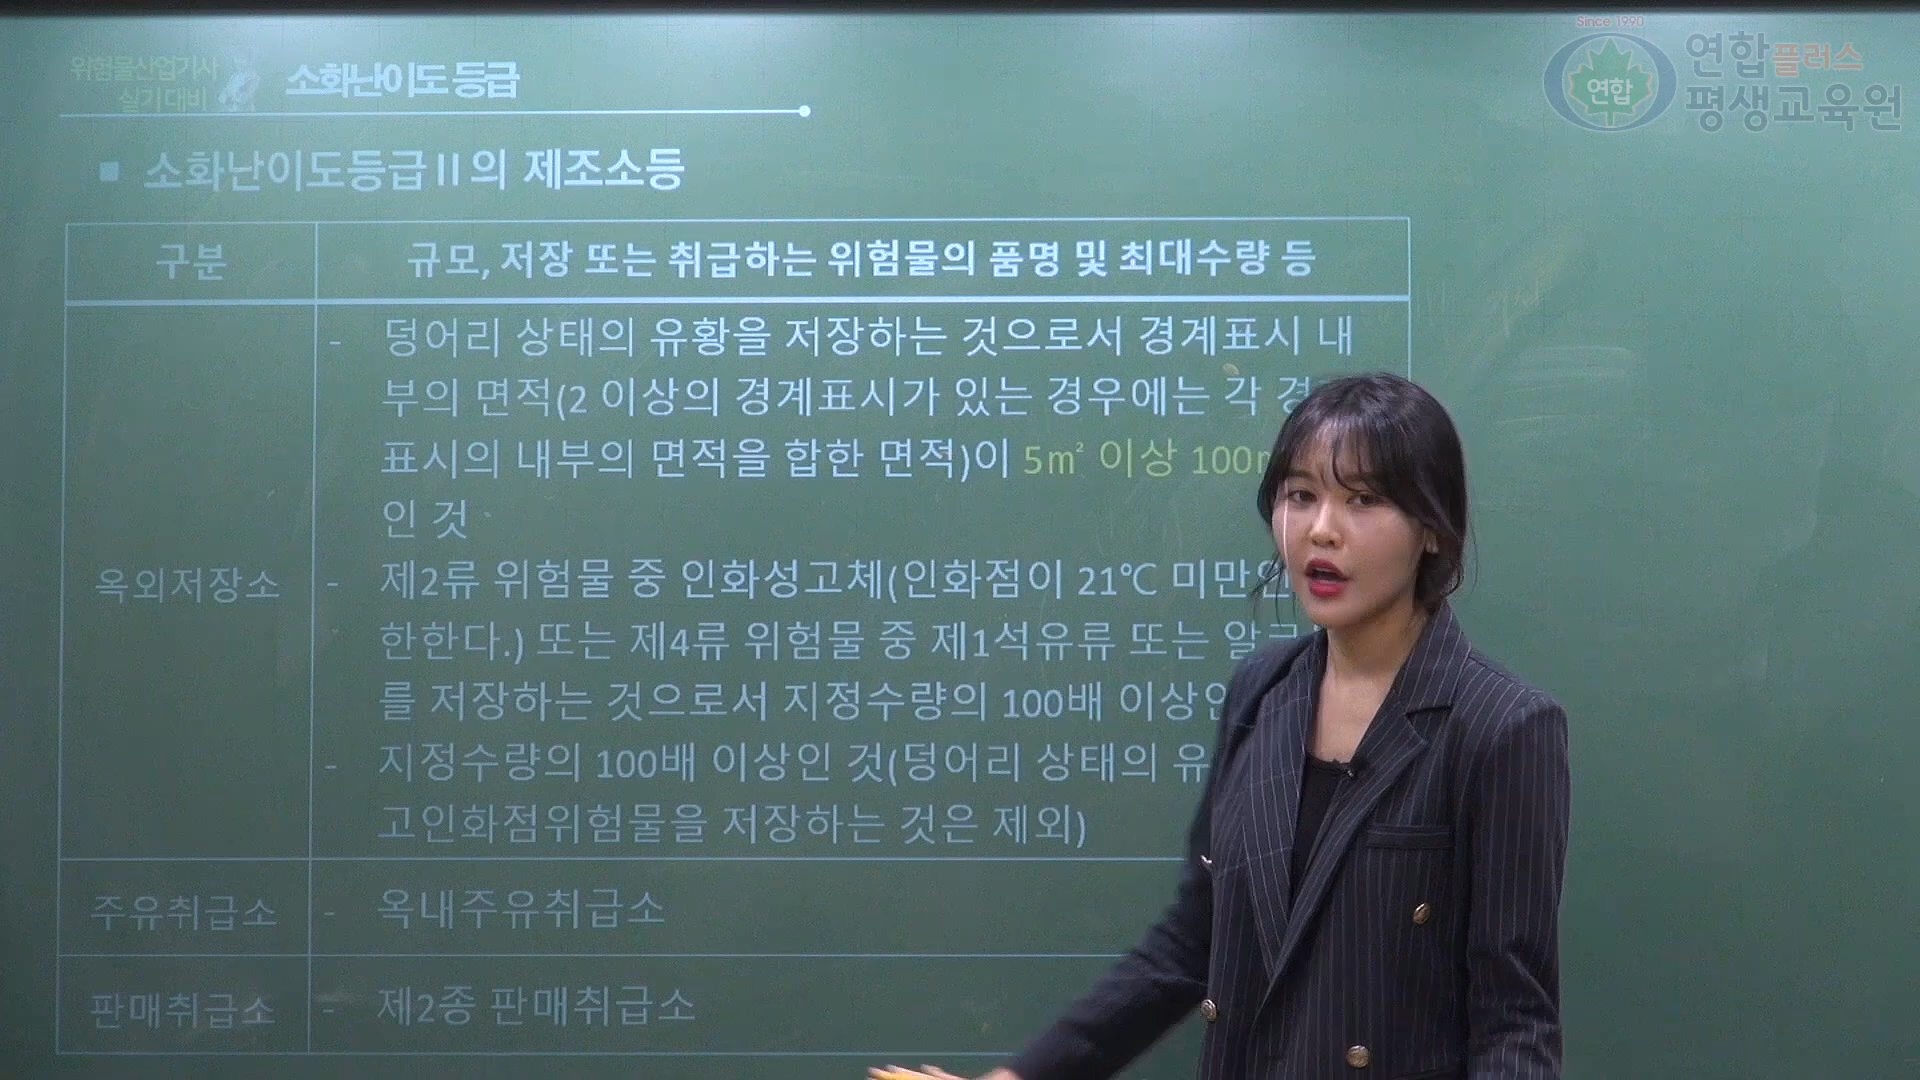 위험물산업기사
실기대비
소화난이도 등급
Since 1990
연합
연합플러스
평생교육원
■ 소화난이도등급Ⅱ의 제조소등
구분
규모, 저장 또는 취급하는 위험물의 품명 및 최대수량 등
옥외저장소
- 덩어리 상태의 유황을 저장하는 것으로서 경계표시 내
부의 면적(2 이상의 경계표시가 있는 경우에는 각
표시의 내부의 면적을 합한 면적)이 5㎡ 이상
인 것
- 제2류 위험물 중 인화성고체(인화점이 21℃
한한다.) 또는 제4류 위험물 중 제1석유류 또는
를 저장하는 것으로서 지정수량의 100배
- 지정수량의 100배 이상인 것(덩어리 상태의
고인화점위험물을 저장하는 것은 제외)
주유취급소
- 옥내주유취급소
판매취급소
- 제2종 판매취급소